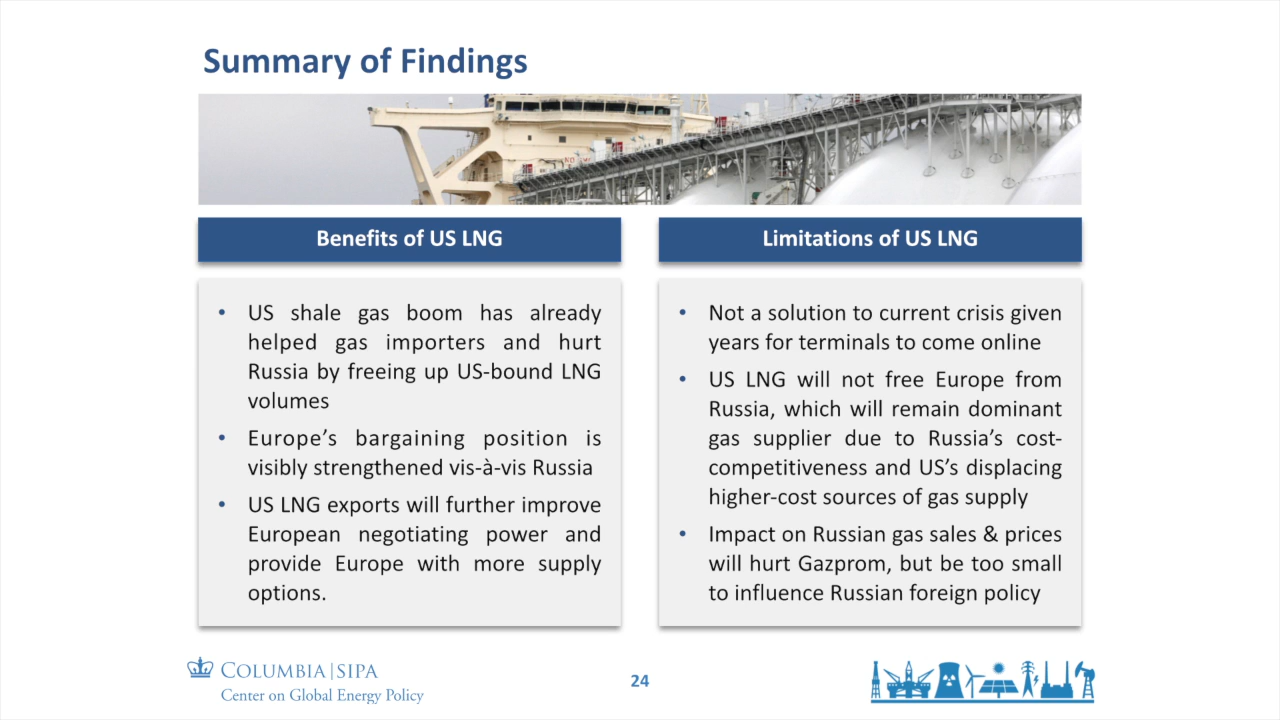 Summary of Findings
Benefits of US LNG
• US shale gas boom has already
helped gas importers and hurt
Russia by freeing up US-bound LNG
volumes
• Europe’s bargaining position is
visibly strengthened vis-à-vis Russia
• US LNG exports will further improve
European negotiating power and
provide Europe with more supply
options.
Limitations of US LNG
• Not a solution to current crisis given
years for terminals to come online
• US LNG will not free Europe from
Russia, which will remain dominant
gas supplier due to Russia’s cost-
competitiveness and US’s displacing
higher-cost sources of gas supply
• Impact on Russian gas sales & prices
will hurt Gazprom, but be too small
to influence Russian foreign policy
COLUMBIA | SIPA
Center on Global Energy Policy
24